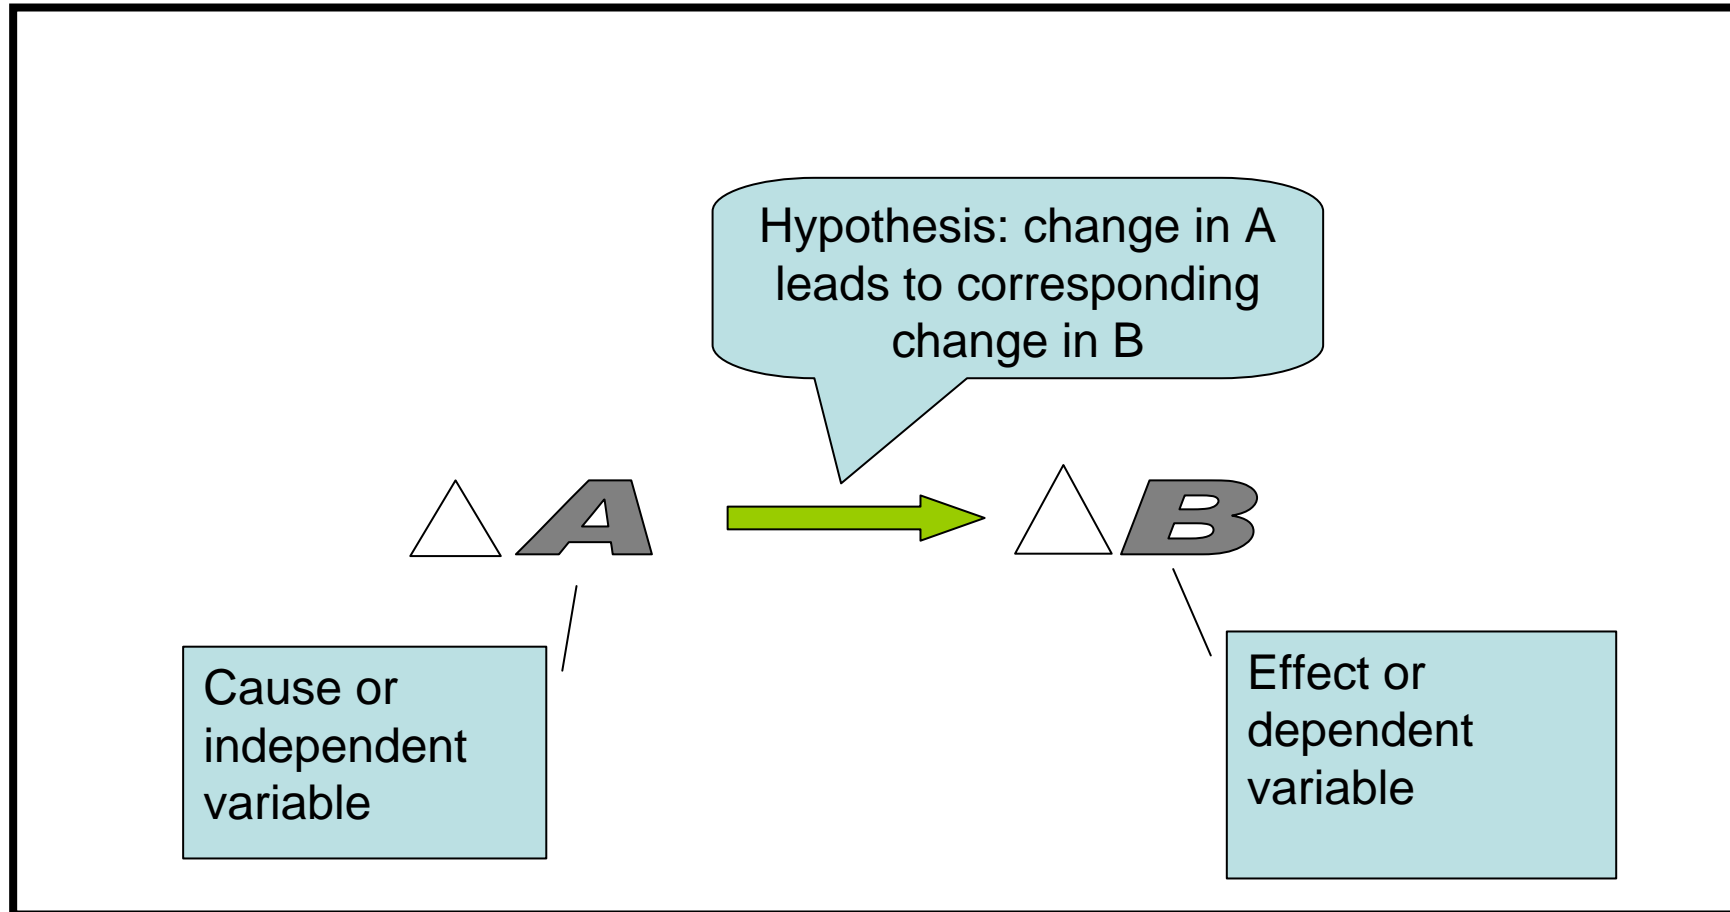 Hypothesis: change in A
leads to corresponding
change in B
A
B
Cause or
independent
variable
Effect or
dependent
variable